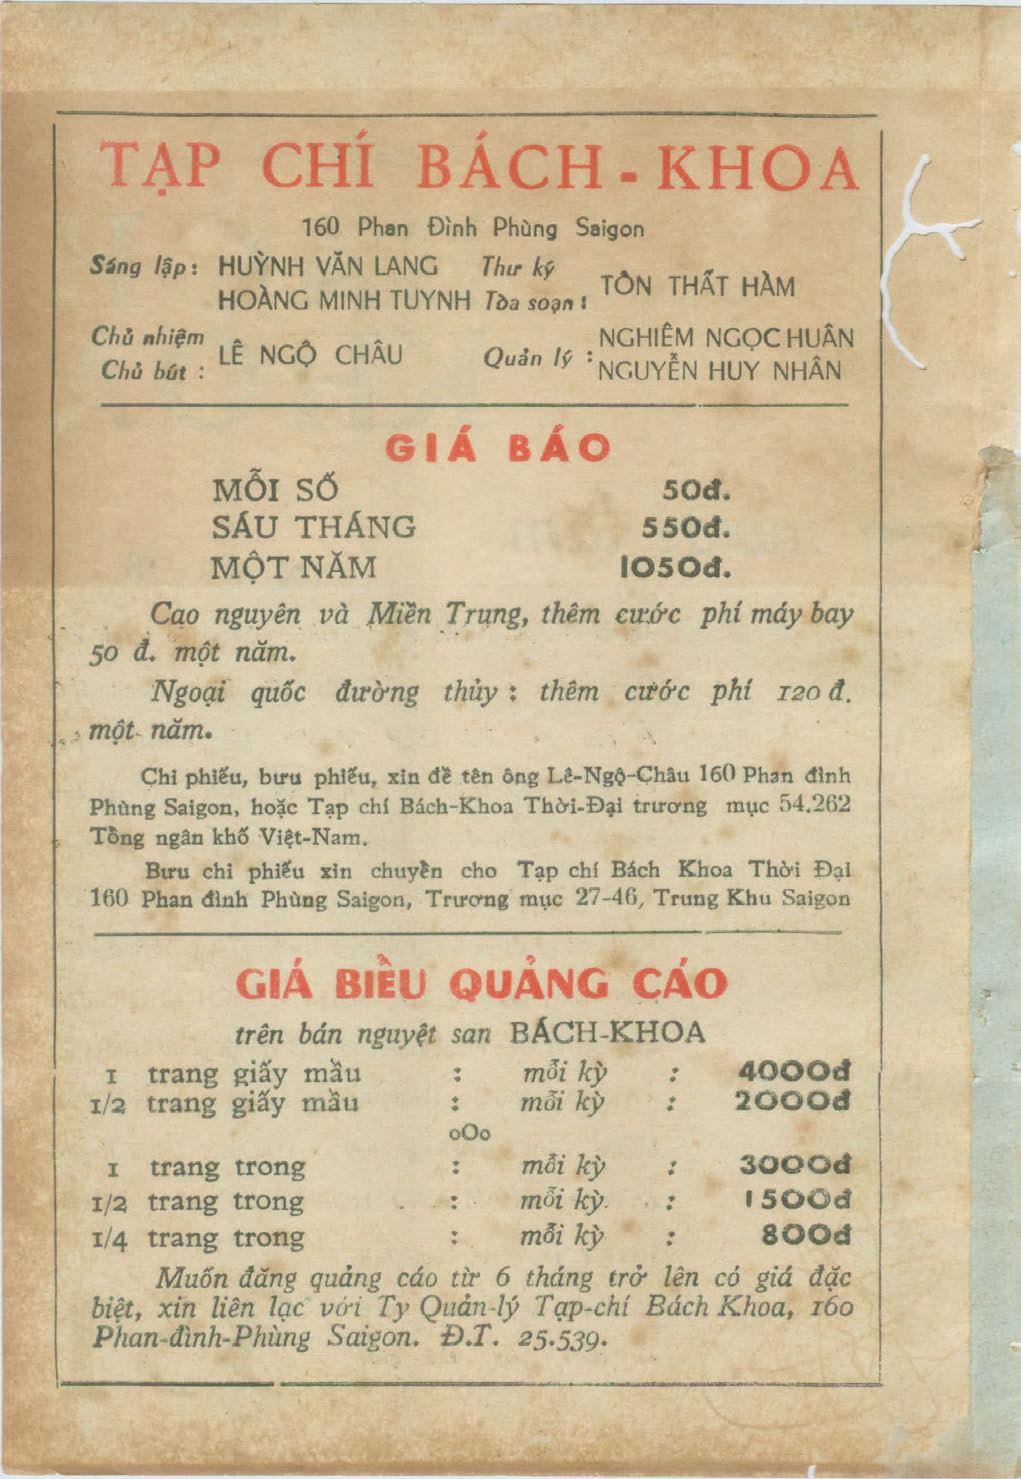 TẠP CHÍ BÁCH - KHOA
160 Phan Đình Phùng Saigon
Sáng lập : HUỲNH VĂN LANG Thư ký
HOÀNG MINH TUYNH Tòa soạn : TÔN THẤT HÀM
Chủ nhiệm
Chủ bút : LÊ NGỘ CHÂU Quản lý : NGHIÊM NGỌC HUÂN
NGUYỄN HUY NHÂN
GIÁ BÁO
MỖI SỐ 50đ.
SÁU THÁNG 550đ.
MỘT NĂM 1050đ.
Cao nguyên và Miền Trung, thêm cước phí máy bay
50 đ. một năm.
Ngoại quốc đường thủy : thêm cước phí 120 đ.
một năm.
Chi phiếu, bưu phiếu, xin đề tên ông Lê-Ngộ-Châu 160 Phan đình
Phùng Saigon, hoặc Tạp chí Bách-Khoa Thời-Đại trương mục 54.262
Tổng ngân khố Việt-Nam.
Bưu chi phiếu xin chuyển cho Tạp chí Bách Khoa Thời Đại
160 Phan đình Phùng Saigon, Trương mục 27-46, Trung Khu Saigon
GIÁ BIỂU QUẢNG CÁO
trên bán nguyệt san BÁCH-KHOA
1 trang giấy mầu : mỗi kỳ : 4000đ
1/2 trang giấy mầu : mỗi kỳ : 2000đ
oOo
1 trang trong : mỗi kỳ : 3000đ
1/2 trang trong : mỗi kỳ : 1500đ
1/4 trang trong : mỗi kỳ : 800đ
Muốn đăng quảng cáo từ 6 tháng trở lên có giá đặc
biệt, xin liên lạc với Ty Quản-lý Tạp-chí Bách Khoa, 160
Phan-đình-Phùng Saigon. Đ.T. 25.539.